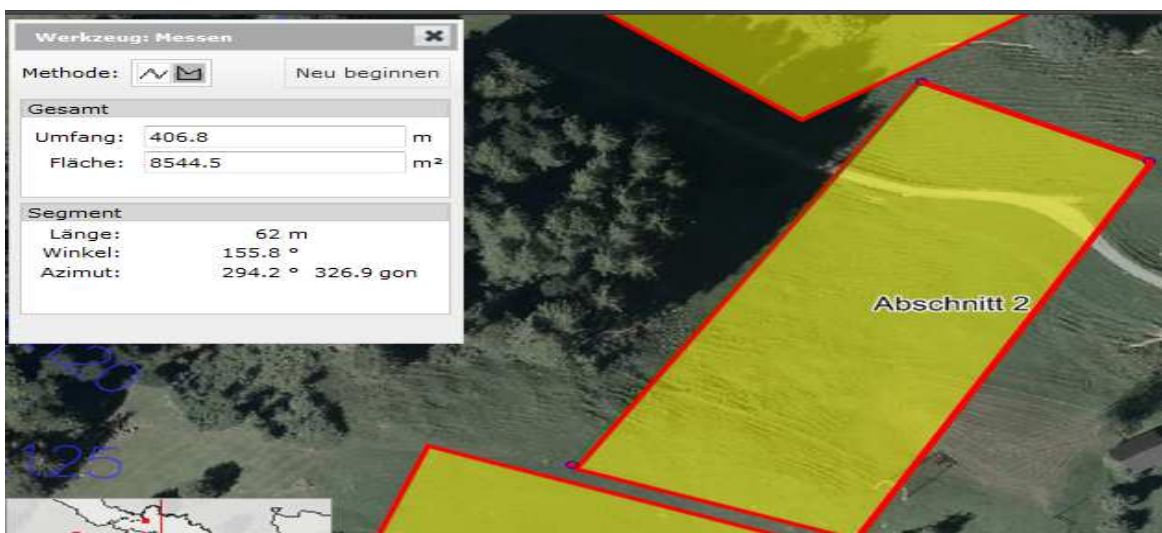 Werkzeug: Messen
Methode: Neu beginnen
Gesamt
Umfang: 406.8 m
Fläche: 8544.5 m²
Segment
Länge: 62 m
Winkel: 155.8 °
Azimut: 294.2 ° 326.9 gon
Abschnitt 2
125